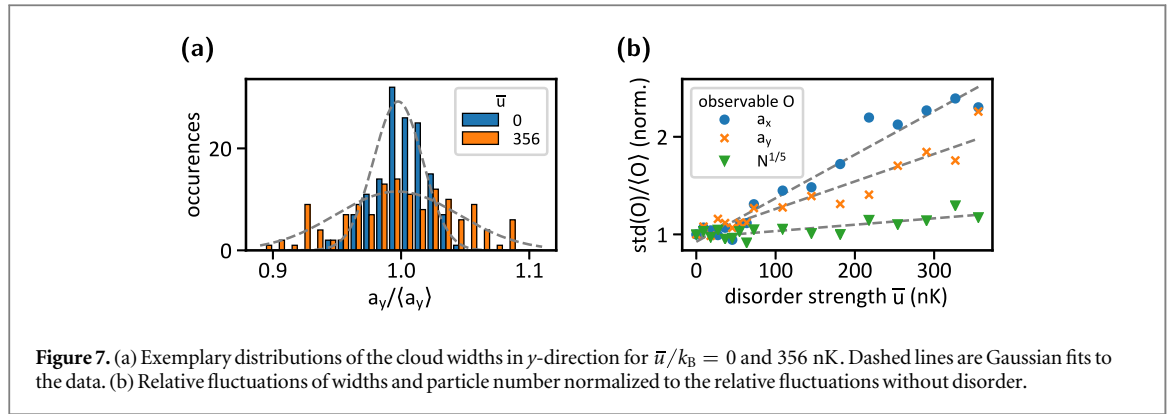 (a)
occurences
20
0
0.9
1.0
1.1
a_y/⟨a_y⟩
u̅
0
356
(b)
std(O)/⟨O⟩ (norm.)
2
1
0
100
200
300
disorder strength u̅ (nK)
observable O
a_x
a_y
N^{1/5}
Figure 7. (a) Exemplary distributions of the cloud widths in y-direction for u̅/k_B = 0 and 356 nK. Dashed lines are Gaussian fits to
the data. (b) Relative fluctuations of widths and particle number normalized to the relative fluctuations without disorder.